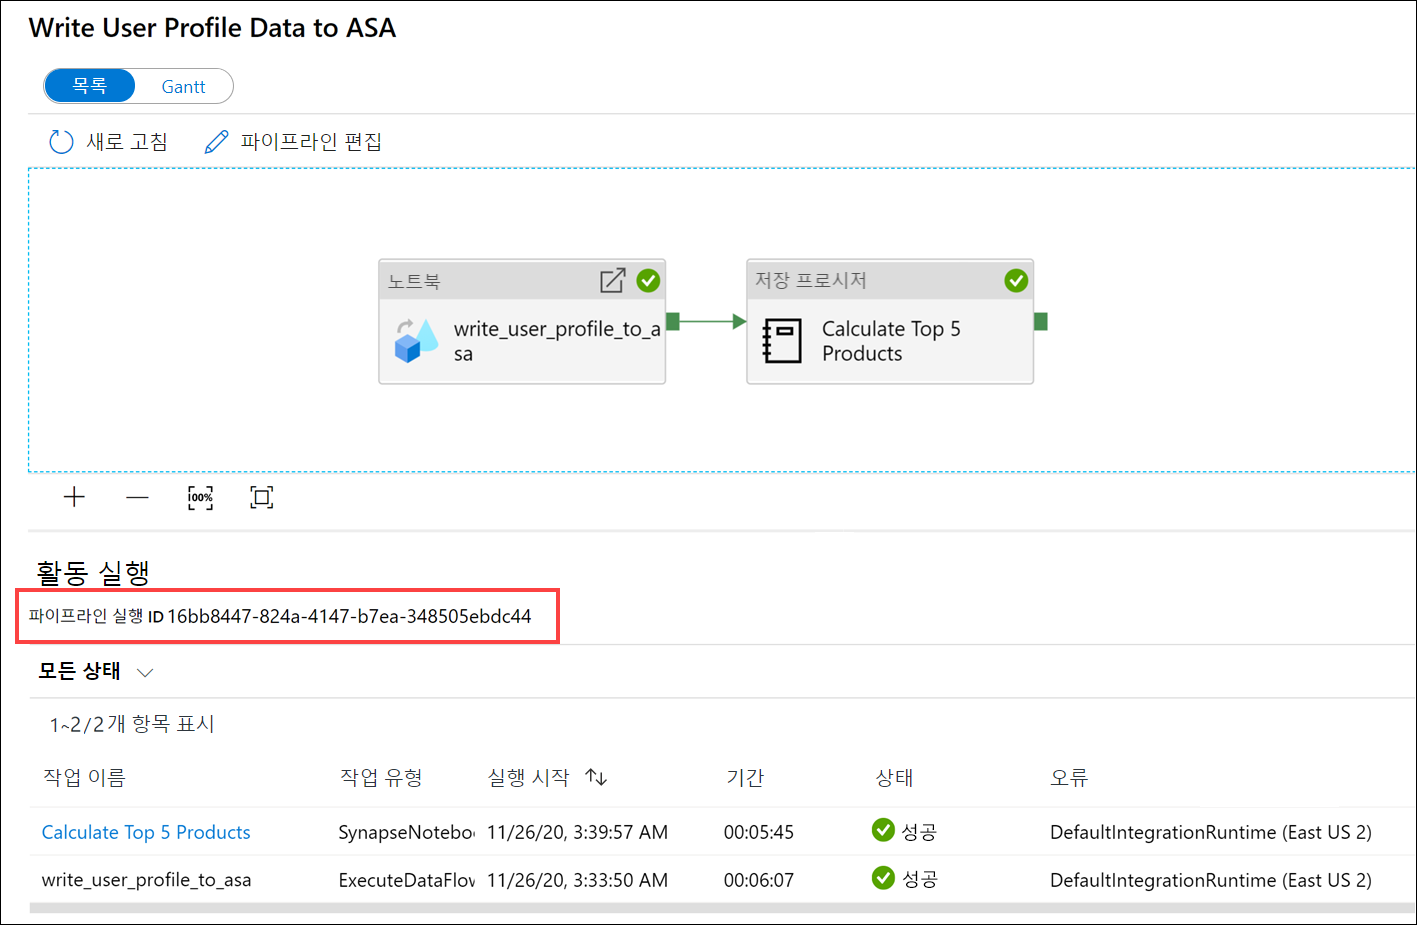 Write User Profile Data to ASA
목록 Gantt
새로 고침 파이프라인 편집
노트북
write_user_profile_to_a
sa
저장 프로시저
Calculate Top 5
Products
100%
활동 실행
파이프라인 실행 ID 16bb8447-824a-4147-b7ea-348505ebdc44
모든 상태
1~2/2개 항목 표시
작업 이름 작업 유형 실행 시작 기간 상태 오류
Calculate Top 5 Products SynapseNoteboo 11/26/20, 3:39:57 AM 00:05:45 성공 DefaultIntegrationRuntime (East US 2)
write_user_profile_to_asa ExecuteDataFlow 11/26/20, 3:33:50 AM 00:06:07 성공 DefaultIntegrationRuntime (East US 2)